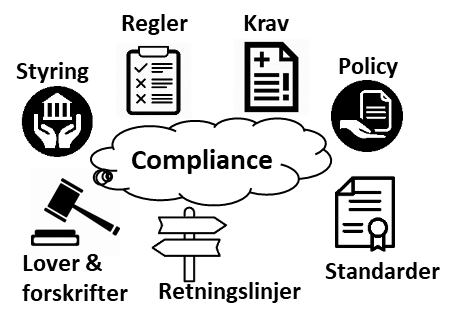 Regler
Krav
Styring
Policy
Compliance
Lover &
forskrifter
Retningslinjer
Standarder